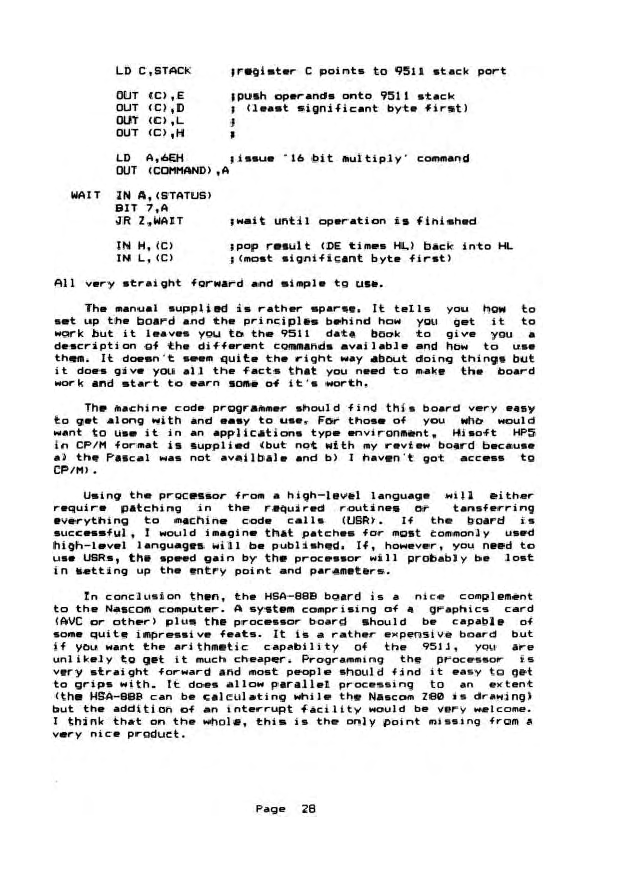 LD C,STACK ;register C points to 9511 stack port
OUT (C),E ;push operands onto 9511 stack
OUT (C),D ; (least significant byte first)
OUT (C),L ;
OUT (C),H ;
LD A,6EH ;issue '16 bit multiply' command
OUT (COMMAND),A
WAIT IN A,(STATUS)
BIT 7,A
JR Z,WAIT ;wait until operation is finished
IN H,(C) ;pop result (DE times HL) back into HL
IN L,(C) ;(most significant byte first)
All very straight forward and simple to use.
The manual supplied is rather sparse. It tells you how to
set up the board and the principles behind how you get it to
work but it leaves you to the 9511 data book to give you a
description of the different commands available and how to use
them. It doesn't seem quite the right way about doing things but
it does give you all the facts that you need to make the board
work and start to earn some of it's worth.
The machine code programmer should find this board very easy
to get along with and easy to use. For those of you who would
want to use it in an applications type environment, Hisoft HP5
in CP/M format is supplied (but not with my review board because
a) the Pascal was not availbale and b) I haven't got access to
CP/M).
Using the processor from a high-level language will either
require patching in the required routines or tansferring
everything to machine code calls (USR). If the board is
successful, I would imagine that patches for most commonly used
high-level languages will be published. If, however, you need to
use USRs, the speed gain by the processor will probably be lost
in setting up the entry point and parameters.
In conclusion then, the HSA-88B board is a nice complement
to the Nascom computer. A system comprising of a graphics card
(AVC or other) plus the processor board should be capable of
some quite impressive feats. It is a rather expensive board but
if you want the arithmetic capability of the 9511, you are
unlikely to get it much cheaper. Programming the processor is
very straight forward and most people should find it easy to get
to grips with. It does allow parallel processing to an extent
(the HSA-88B can be calculating while the Nascom Z80 is drawing)
but the addition of an interrupt facility would be very welcome.
I think that on the whole, this is the only point missing from a
very nice product.
Page 28